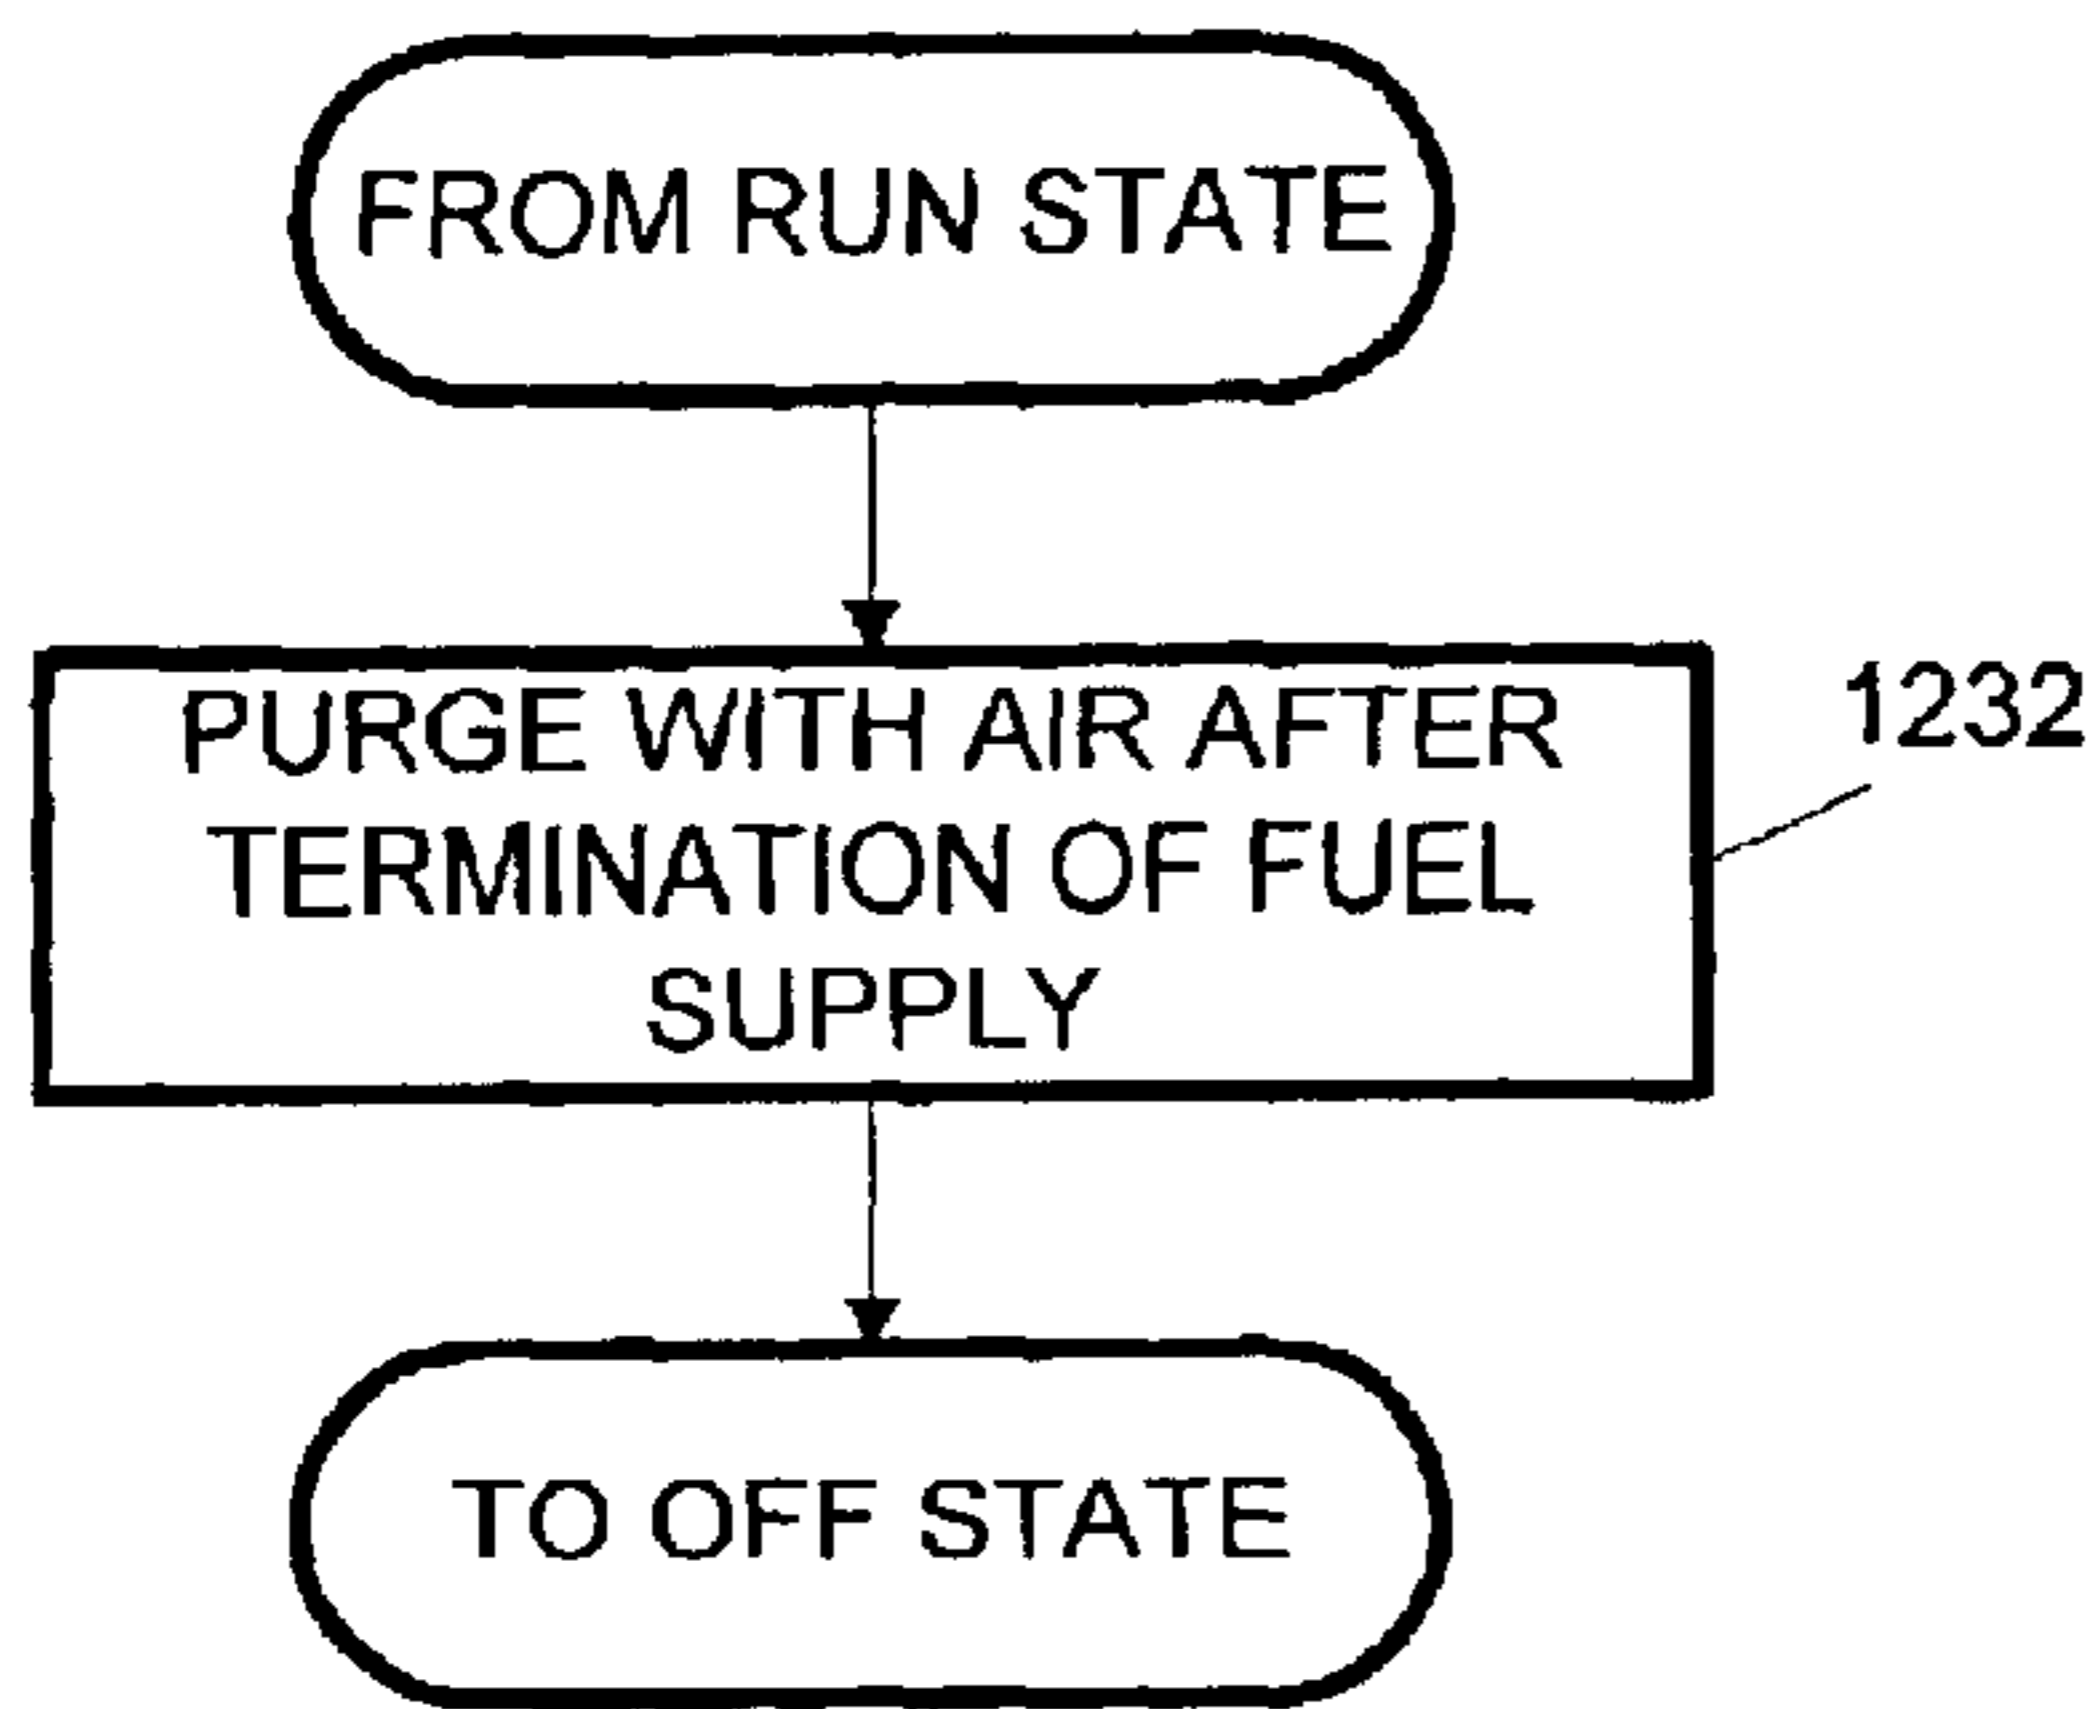 FROM RUN STATE
PURGE WITH AIR AFTER
TERMINATION OF FUEL
SUPPLY
1232
TO OFF STATE